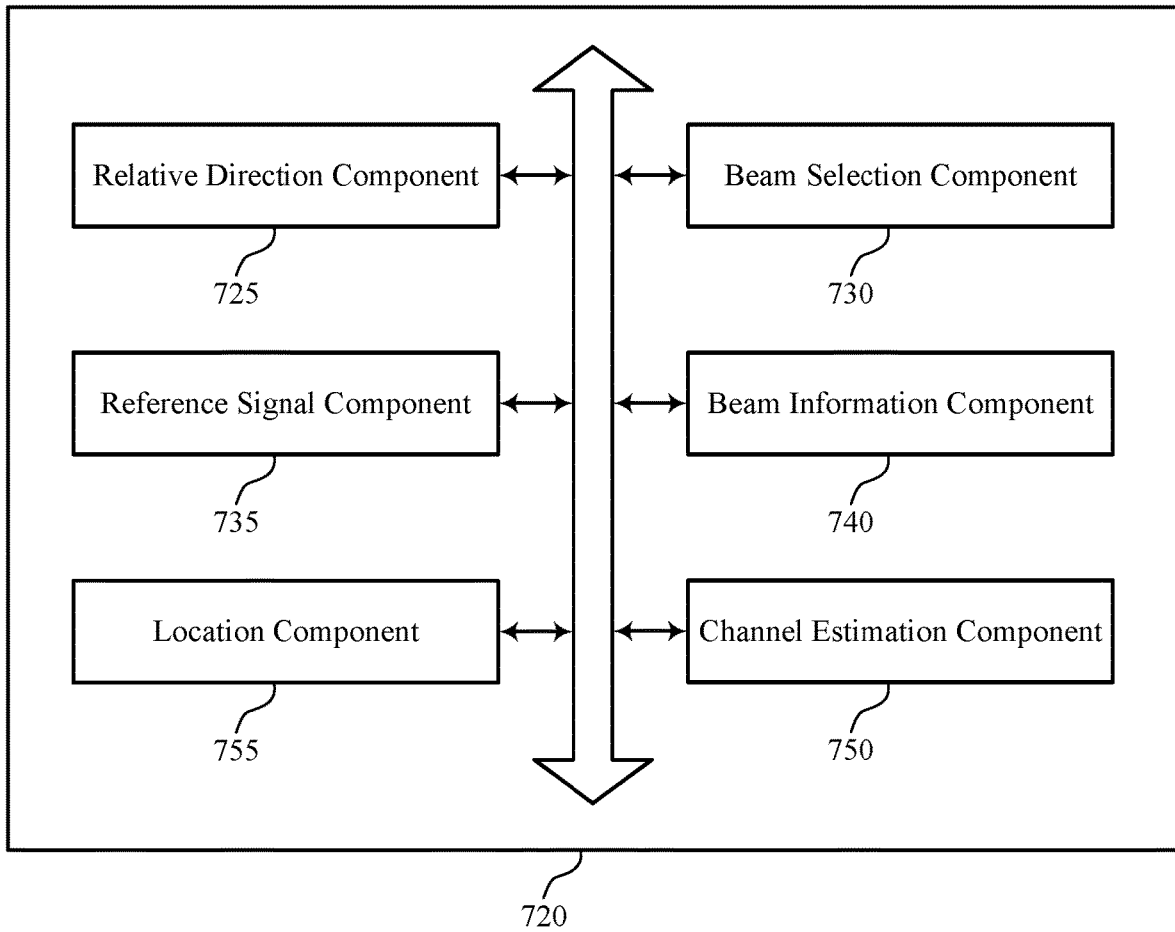 Relative Direction Component
Beam Selection Component
725
730
Reference Signal Component
Beam Information Component
735
740
Location Component
Channel Estimation Component
755
750
720